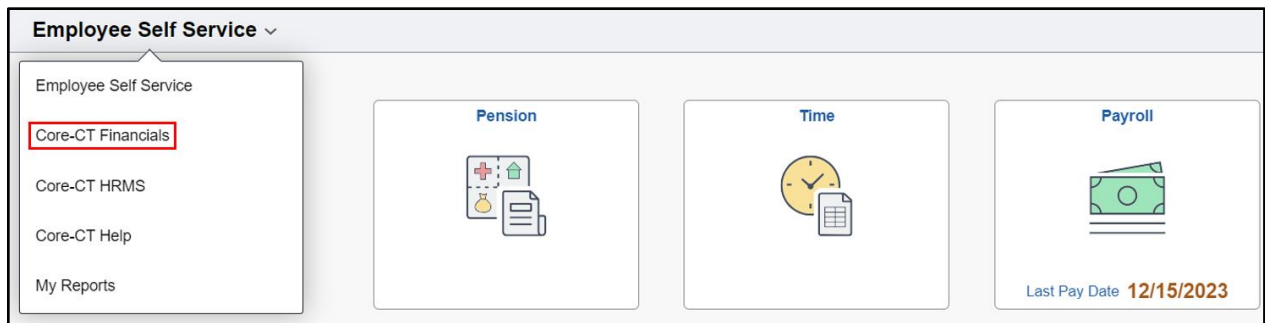 Employee Self Service
Employee Self Service
Core-CT Financials
Core-CT HRMS
Core-CT Help
My Reports
Pension
Time
Payroll
Last Pay Date 12/15/2023